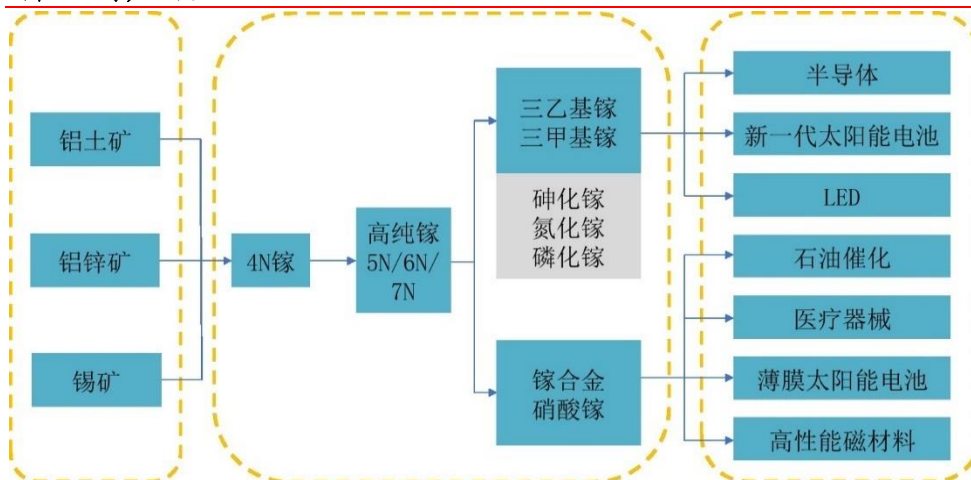 铝土矿
铝锌矿
锡矿
4N镓
高纯镓
5N/6N/
7N
三乙基镓
三甲基镓
砷化镓
氮化镓
磷化镓
镓合金
硝酸镓
半导体
新一代太阳能电池
LED
石油催化
医疗器械
薄膜太阳能电池
高性能磁材料